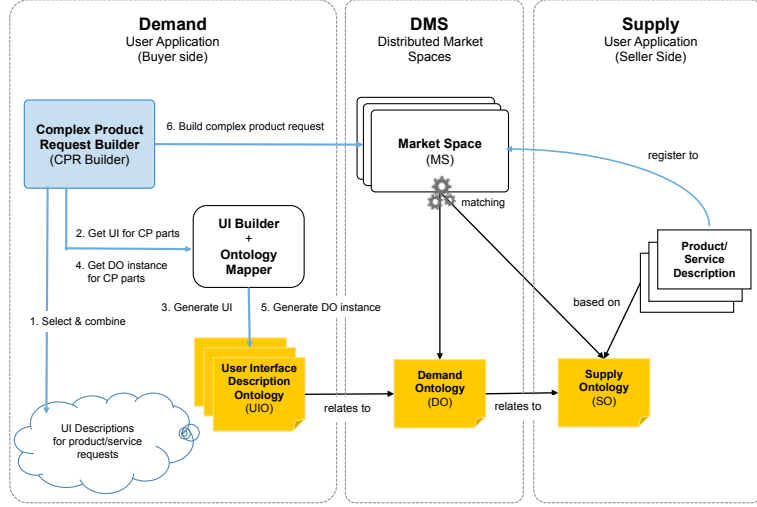 Demand
User Application
(Buyer side)
DMS
Distributed Market
Spaces
Supply
User Application
(Seller Side)
Complex Product
Request Builder
(CPR Builder)
6. Build complex product request
Market Space
(MS)
register to
matching
2. Get UI for CP parts
4. Get DO instance
for CP parts
UI Builder
+
Ontology
Mapper
Product/
Service
Description
3. Generate UI
5. Generate DO instance
based on
1. Select & combine
User Interface
Description
Ontology
(UIO)
relates to
Demand
Ontology
(DO)
relates to
Supply
Ontology
(SO)
UI Descriptions
for product/service
requests